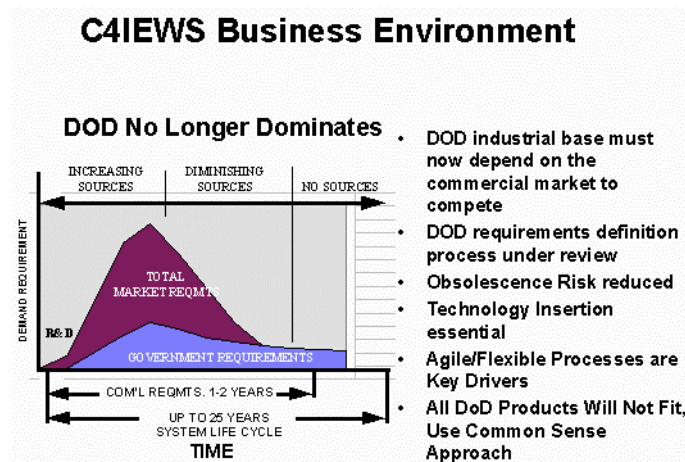 C4IEWS Business Environment
DOD No Longer Dominates
INCREASING
SOURCES
DIMINISHING
SOURCES
NO SOURCES
DEMAND REQUIREMENT
TOTAL
MARKET REQMTS
R& D
GOVERNMENT REQUIREMENTS
COM'L REQMTS. 1-2 YEARS
UP TO 25 YEARS
SYSTEM LIFE CYCLE
TIME
• DOD industrial base must
now depend on the
commercial market to
compete
• DOD requirements definition
process under review
• Obsolescence Risk reduced
• Technology Insertion
essential
• Agile/Flexible Processes are
Key Drivers
• All DoD Products Will Not Fit,
Use Common Sense
Approach